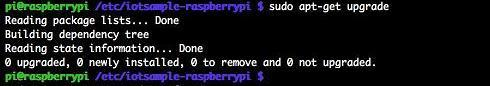 pi@raspberrypi /etc/iotsample-raspberrypi $ sudo apt-get upgrade
Reading package lists... Done
Building dependency tree
Reading state information... Done
0 upgraded, 0 newly installed, 0 to remove and 0 not upgraded.
pi@raspberrypi /etc/iotsample-raspberrypi $